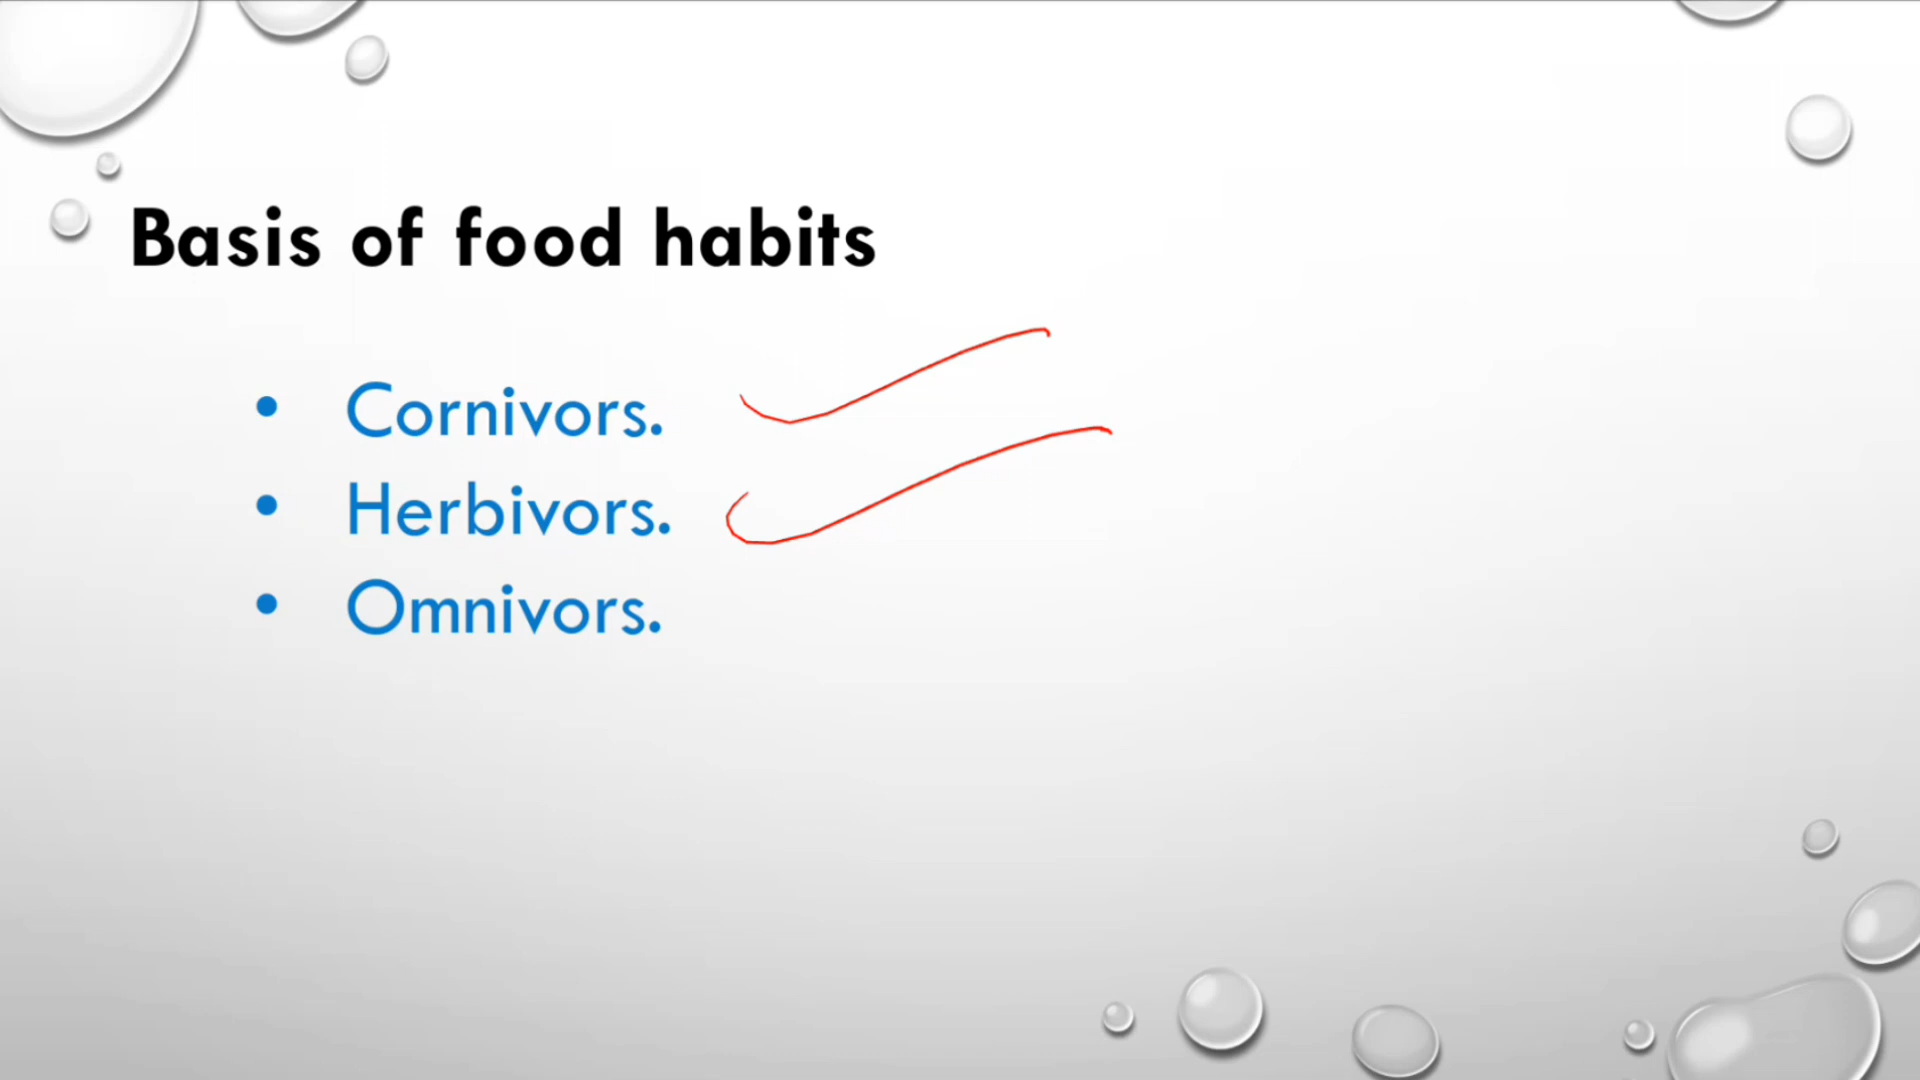 Basis of food habits
• Cornivors.
• Herbivors.
• Omnivors.